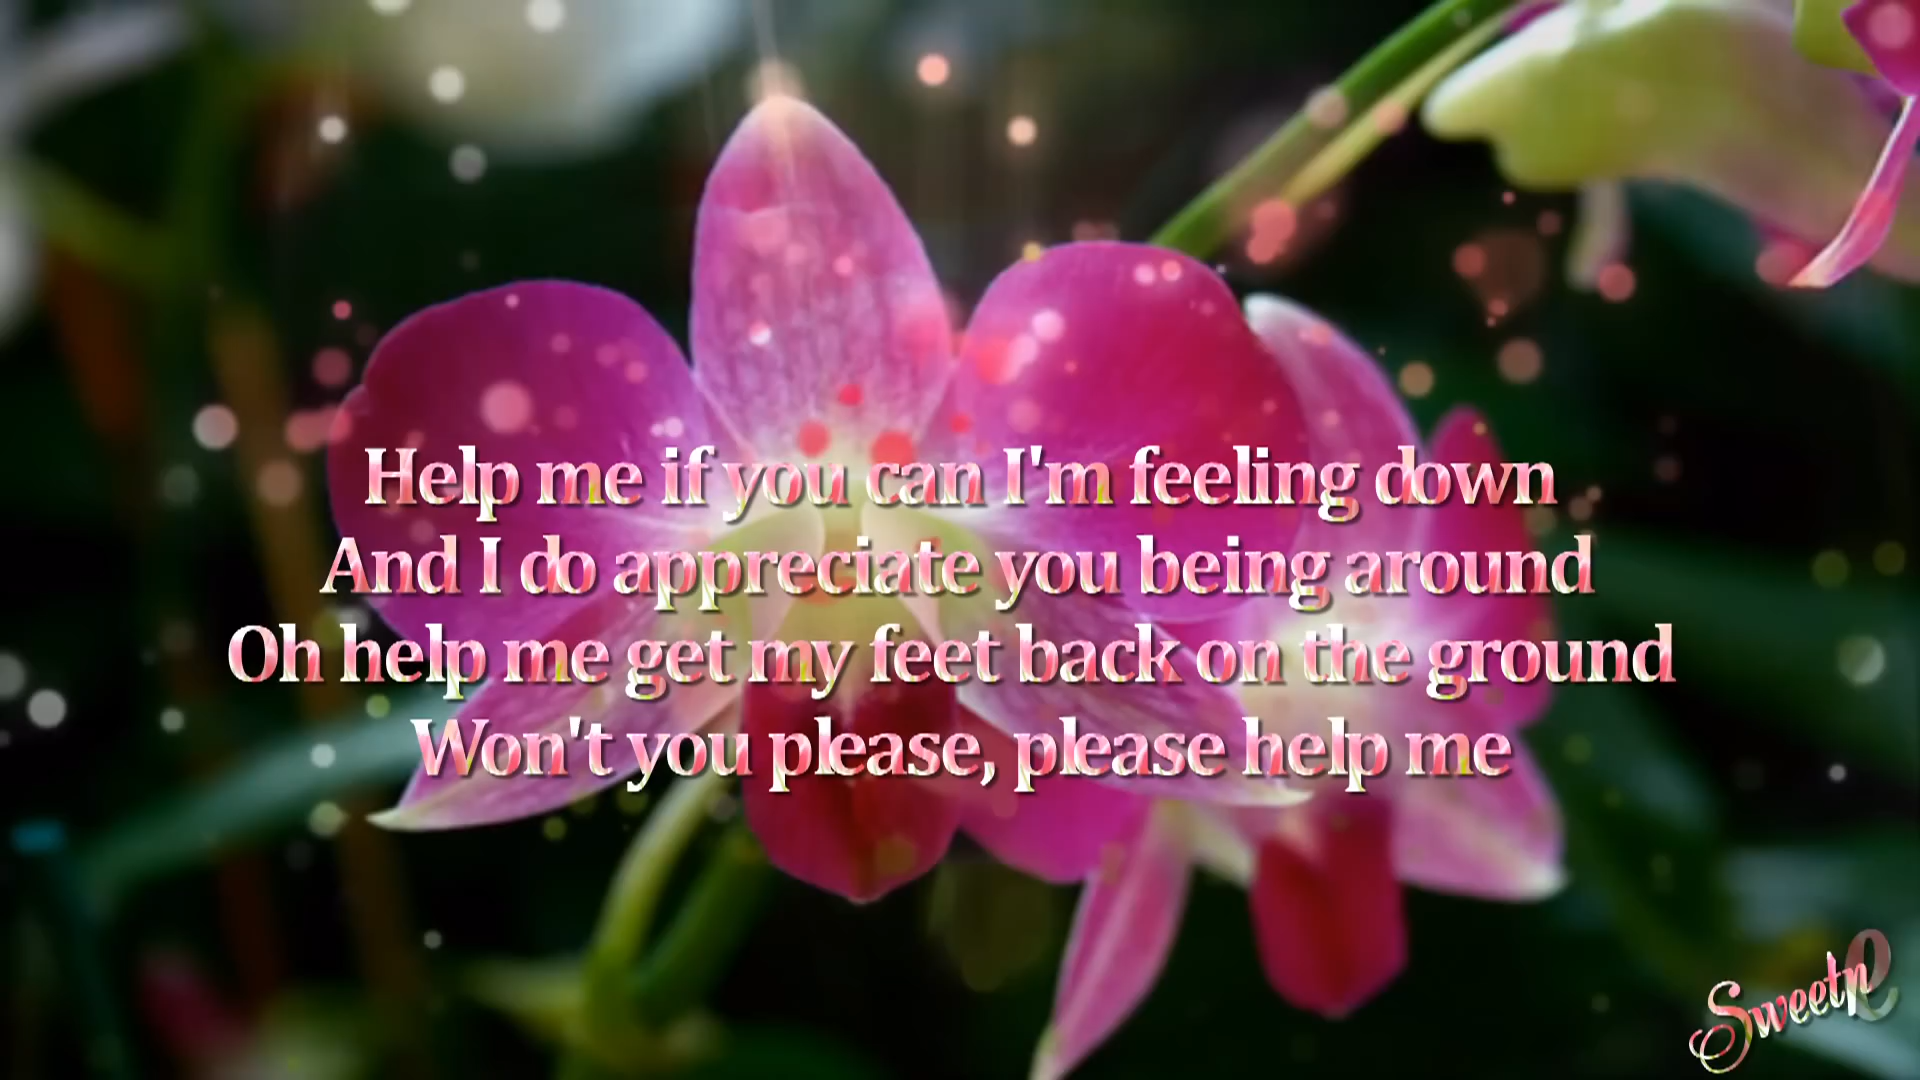 Help me if you can I'm feeling down
And I do appreciate you being around
Oh help me get my feet back on the ground
Won't you please, please help me
Sweetp